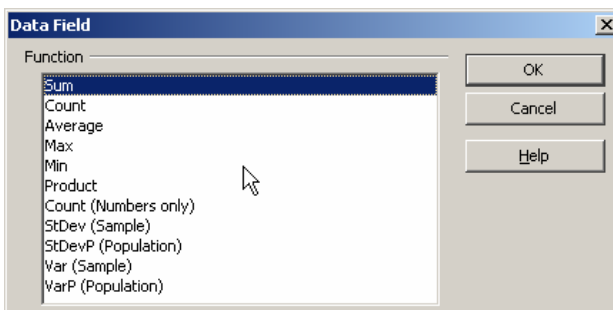 Data Field
Function
Sum
Count
Average
Max
Min
Product
Count (Numbers only)
StDev (Sample)
StDevP (Population)
Var (Sample)
VarP (Population)
OK
Cancel
Help